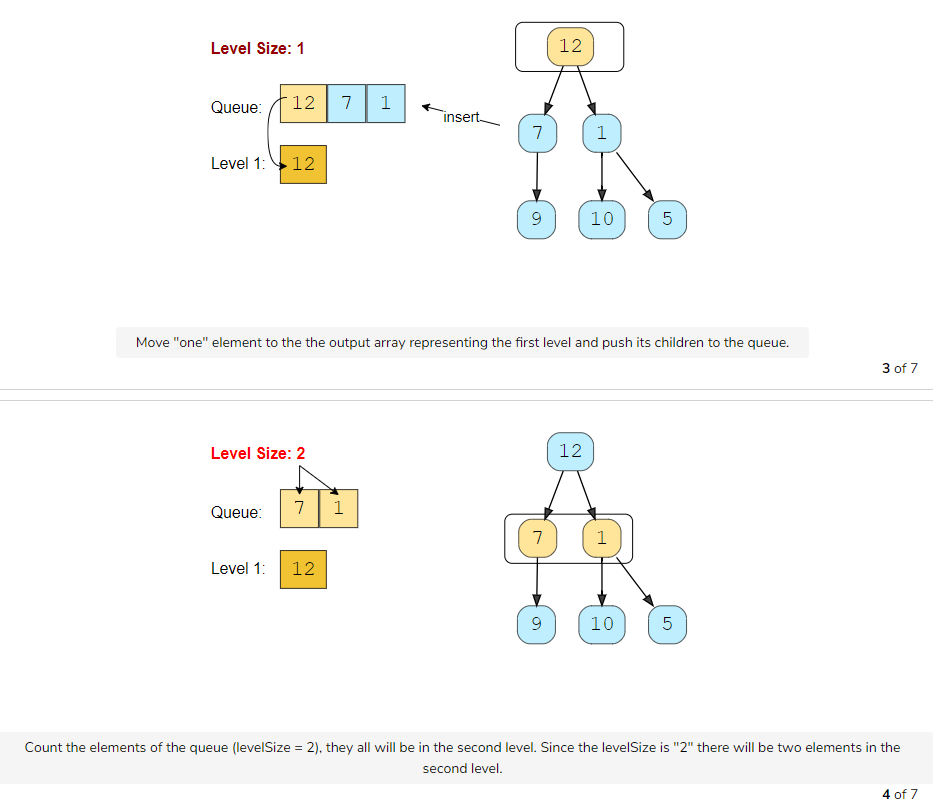 Level Size: 1
12
Queue: 12 7 1
insert
7 1
Level 1: 12
9 10 5
Move "one" element to the the output array representing the first level and push its children to the queue.
3 of 7
Level Size: 2
12
Queue: 7 1
7 1
Level 1: 12
9 10 5
Count the elements of the queue (levelSize = 2), they all will be in the second level. Since the levelSize is "2" there will be two elements in the
second level.
4 of 7